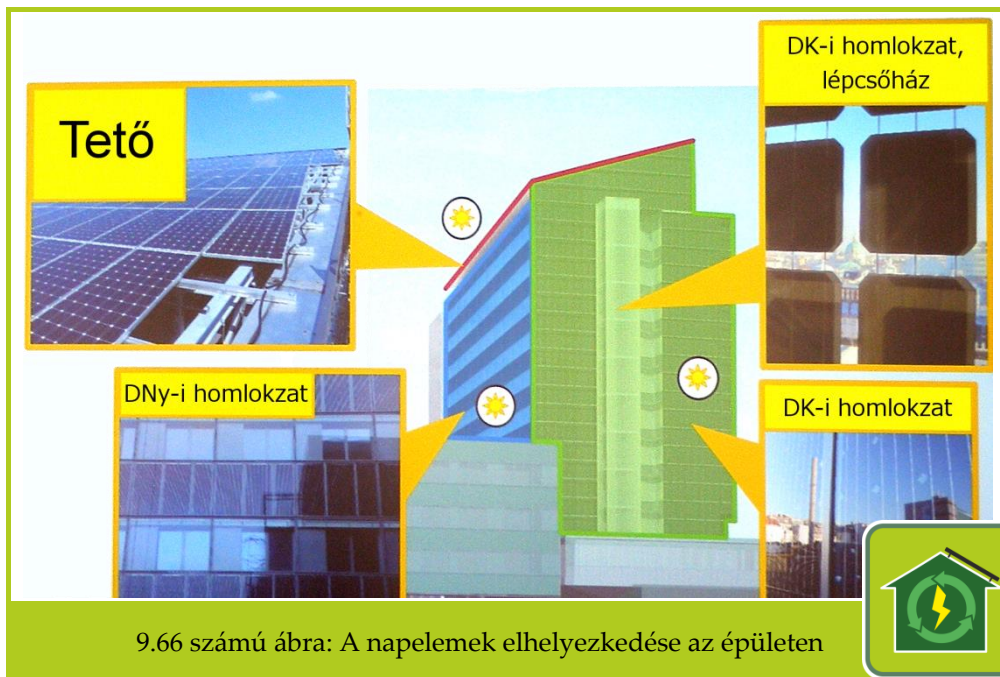 Tető
DK-i homlokzat,
lépcsőház
DNy-i homlokzat
DK-i homlokzat
9.66 számú ábra: A napelemek elhelyezkedése az épületen